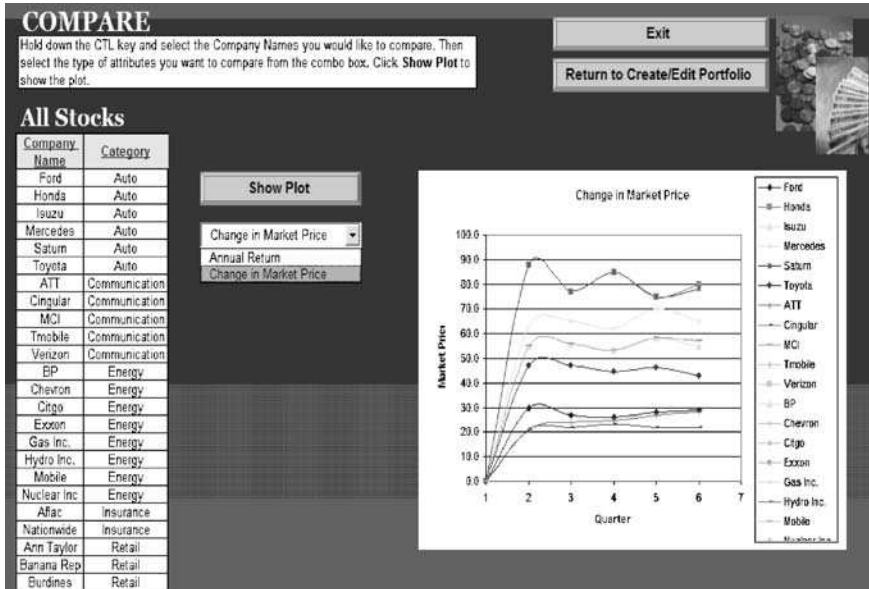 COMPARE
Hold down the CTL key and select the Company Names you would like to compare. Then
select the type of attributes you want to compare from the combo box. Click Show Plot to
show the plot.
Exit
Return to Create/Edit Portfolio
All Stocks
Company Name Category
Ford Auto
Honda Auto
Isuzu Auto
Mercedes Auto
Saturn Auto
Toyota Auto
ATT Communication
Cingular Communication
MCI Communication
Tmobile Communication
Verizon Communication
BP Energy
Chevron Energy
Citgo Energy
Exxon Energy
Gas Inc. Energy
Hydro Inc. Energy
Mobile Energy
Nuclear Inc Energy
Aflac Insurance
Nationwide Insurance
Ann Taylor Retail
Banana Rep Retail
Burdines Retail
Show Plot
Change in Market Price
Annual Return
Change in Market Price
Change in Market Price
Market Price
100.0
90.0
80.0
70.0
60.0
50.0
40.0
30.0
20.0
10.0
0.0
1 2 3 4 5 6 7
Quarter
Ford
Honda
Isuzu
Mercedes
Saturn
Toyota
ATT
Cingular
MCI
Tmobile
Verizon
BP
Chevron
Citgo
Exxon
Gas Inc.
Hydro Inc.
Mobile
Nuclear Inc